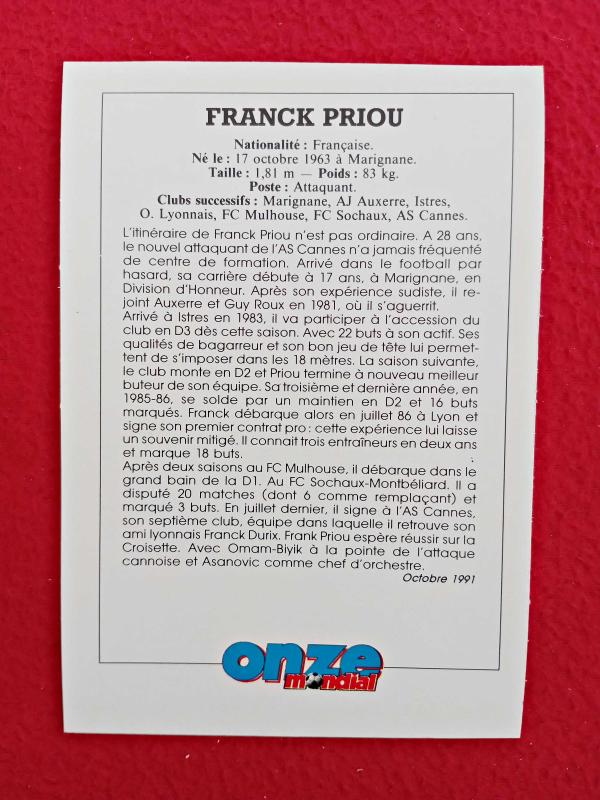 FRANCK PRIOU
Nationalité : Française.
Né le : 17 octobre 1963 à Marignane.
Taille : 1,81 m — Poids : 83 kg.
Poste : Attaquant.
Clubs successifs : Marignane, AJ Auxerre, Istres,
O. Lyonnais, FC Mulhouse, FC Sochaux, AS Cannes.
L'itinéraire de Franck Priou n'est pas ordinaire. A 28 ans,
le nouvel attaquant de l'AS Cannes n'a jamais fréquenté
de centre de formation. Arrivé dans le football par
hasard, sa carrière débute à 17 ans, à Marignane, en
Division d'Honneur. Après son expérience sudiste, il re-
joint Auxerre et Guy Roux en 1981, où il s'aguerrit.
Arrivé à Istres en 1983, il va participer à l'accession du
club en D3 dès cette saison. Avec 22 buts à son actif. Ses
qualités de bagarreur et son bon jeu de tête lui permet-
tent de s'imposer dans les 18 mètres. La saison suivante,
le club monte en D2 et Priou termine à nouveau meilleur
buteur de son équipe. Sa troisième et dernière année, en
1985-86, se solde par un maintien en D2 et 16 buts
marqués. Franck débarque alors en juillet 86 à Lyon et
signe son premier contrat pro : cette expérience lui laisse
un souvenir mitigé. Il connait trois entraîneurs en deux ans
et marque 18 buts.
Après deux saisons au FC Mulhouse, il débarque dans le
grand bain de la D1. Au FC Sochaux-Montbéliard. Il a
disputé 20 matches (dont 6 comme remplaçant) et
marqué 3 buts. En juillet dernier, il signe à l'AS Cannes,
son septième club, équipe dans laquelle il retrouve son
ami lyonnais Franck Durix. Frank Priou espère réussir sur la
Croisette. Avec Omam-Biyik à la pointe de l'attaque
cannoise et Asanovic comme chef d'orchestre.
Octobre 1991
onze
mondial